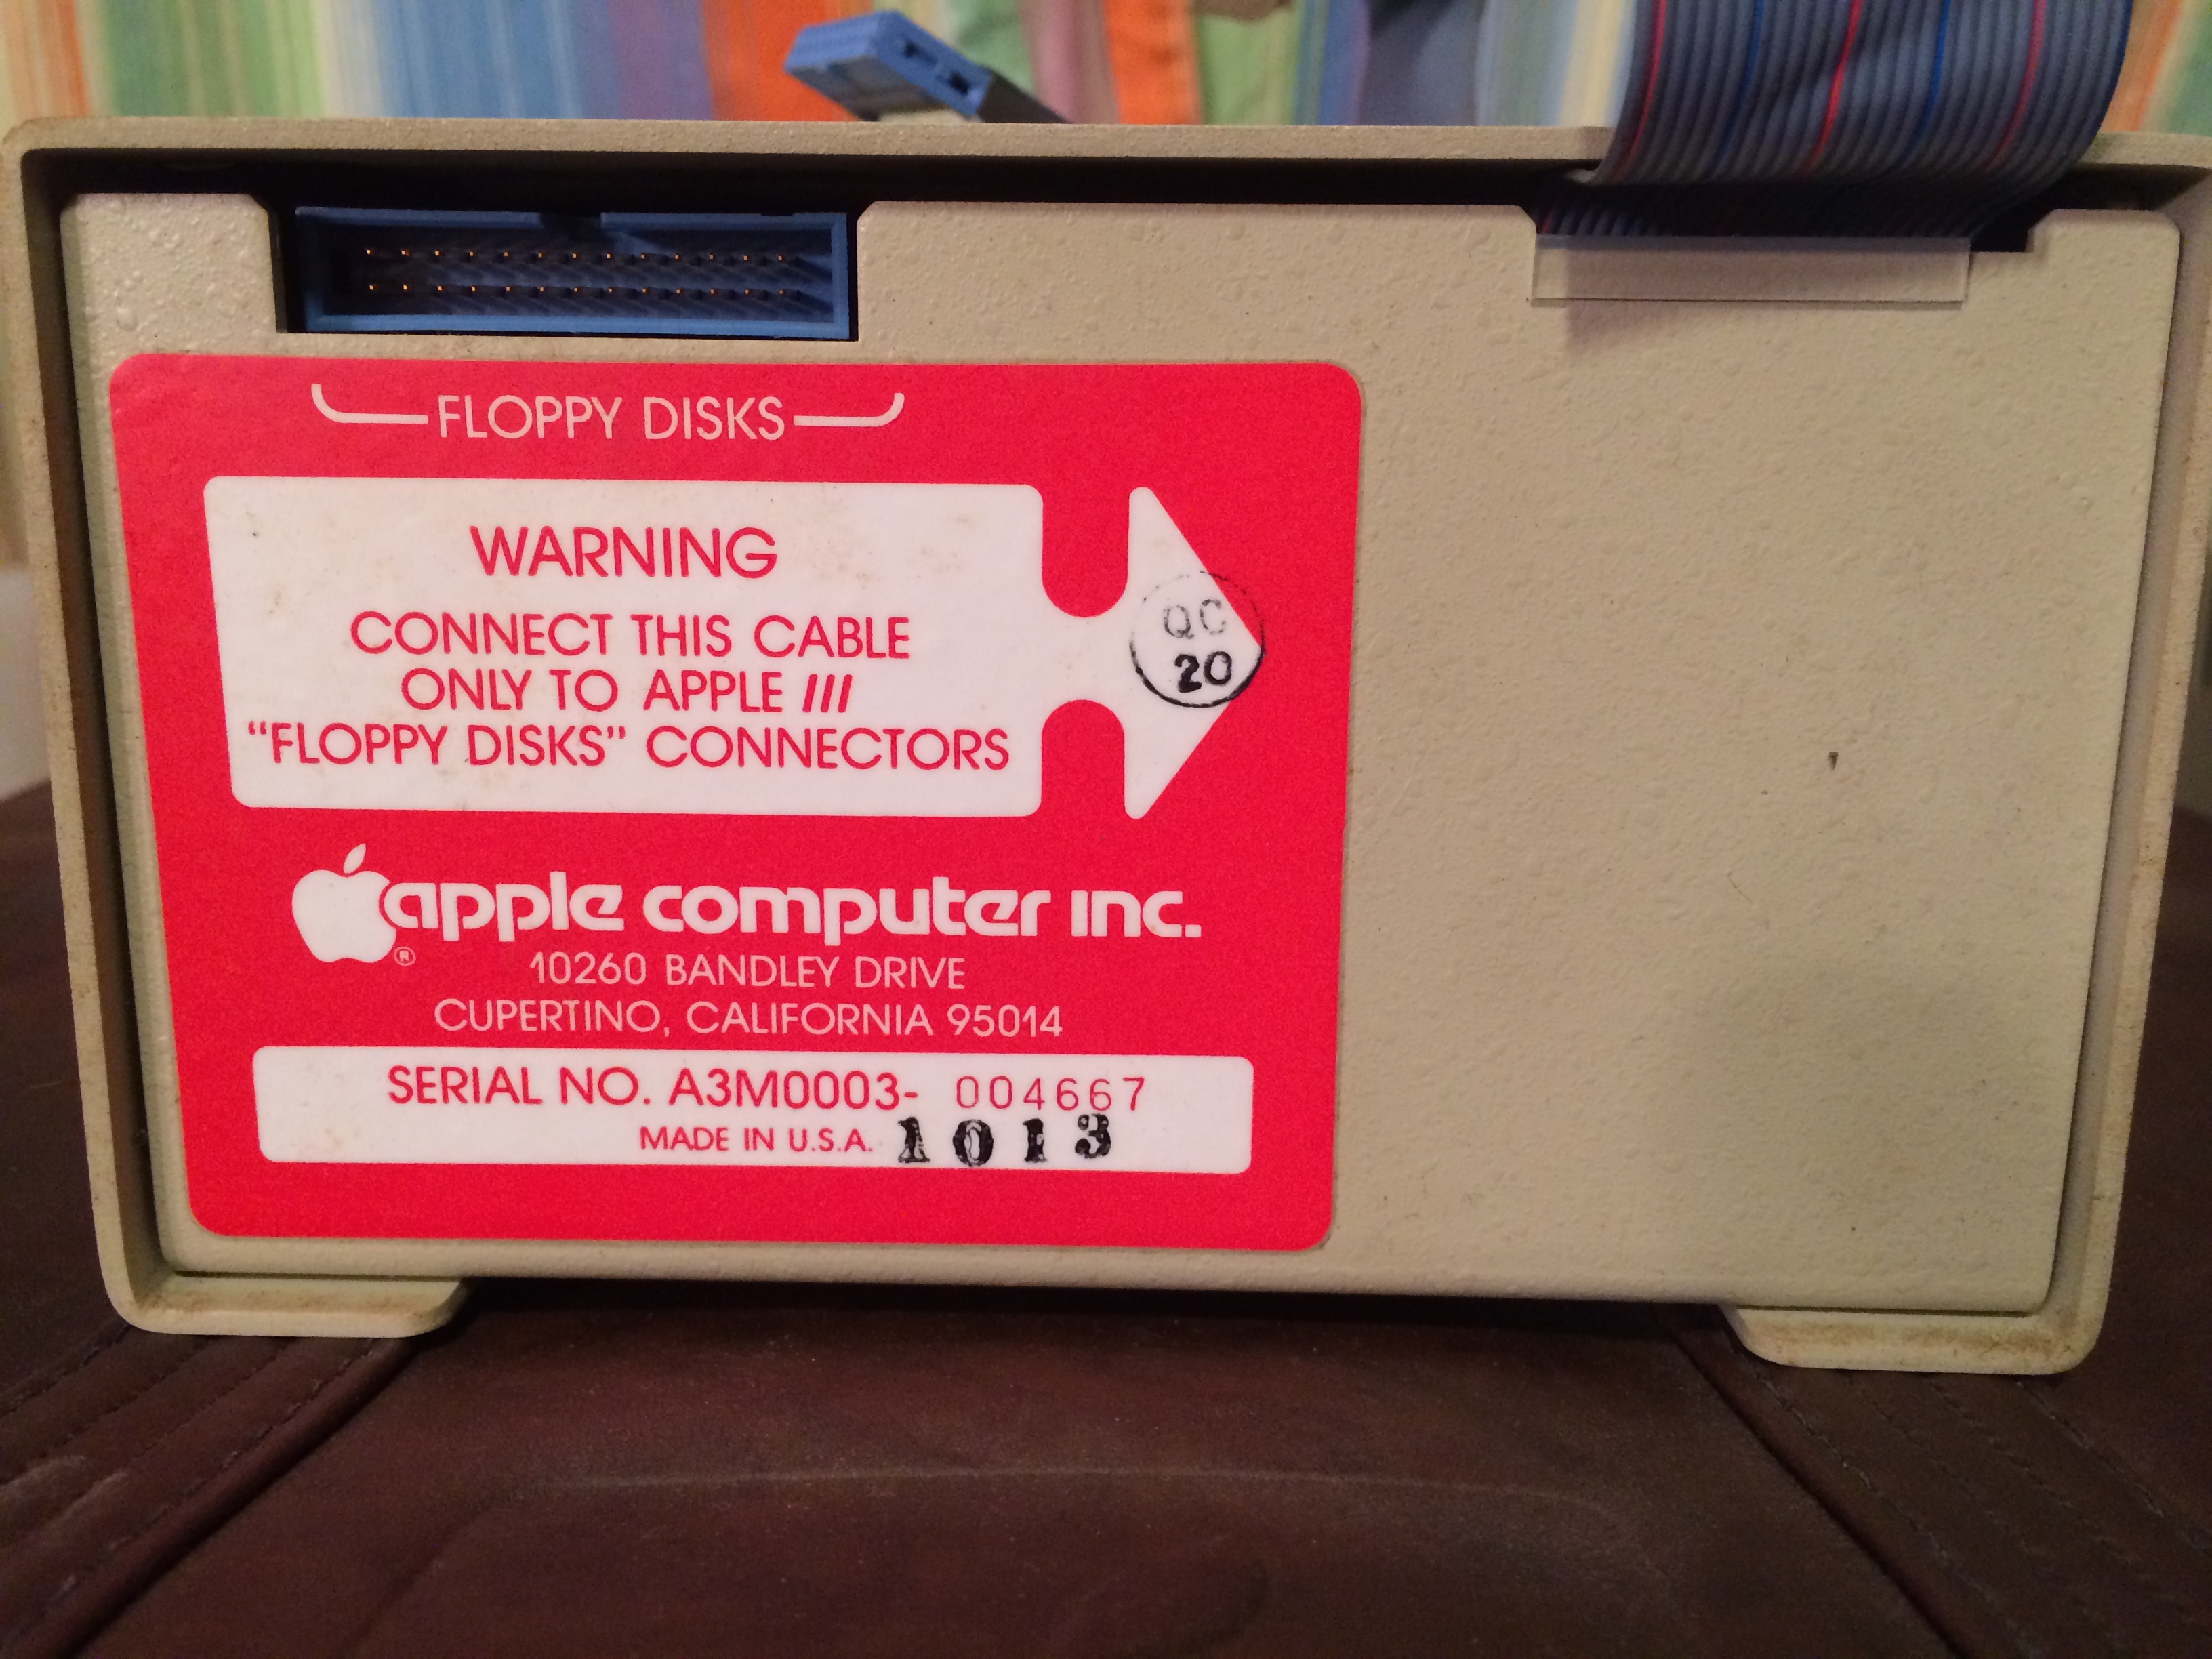 FLOPPY DISKS
WARNING
CONNECT THIS CABLE
ONLY TO APPLE ///
“FLOPPY DISKS” CONNECTORS
QC
20
apple computer inc.
®
10260 BANDLEY DRIVE
CUPERTINO, CALIFORNIA 95014
SERIAL NO. A3M0003- 004667
MADE IN U.S.A. 1013